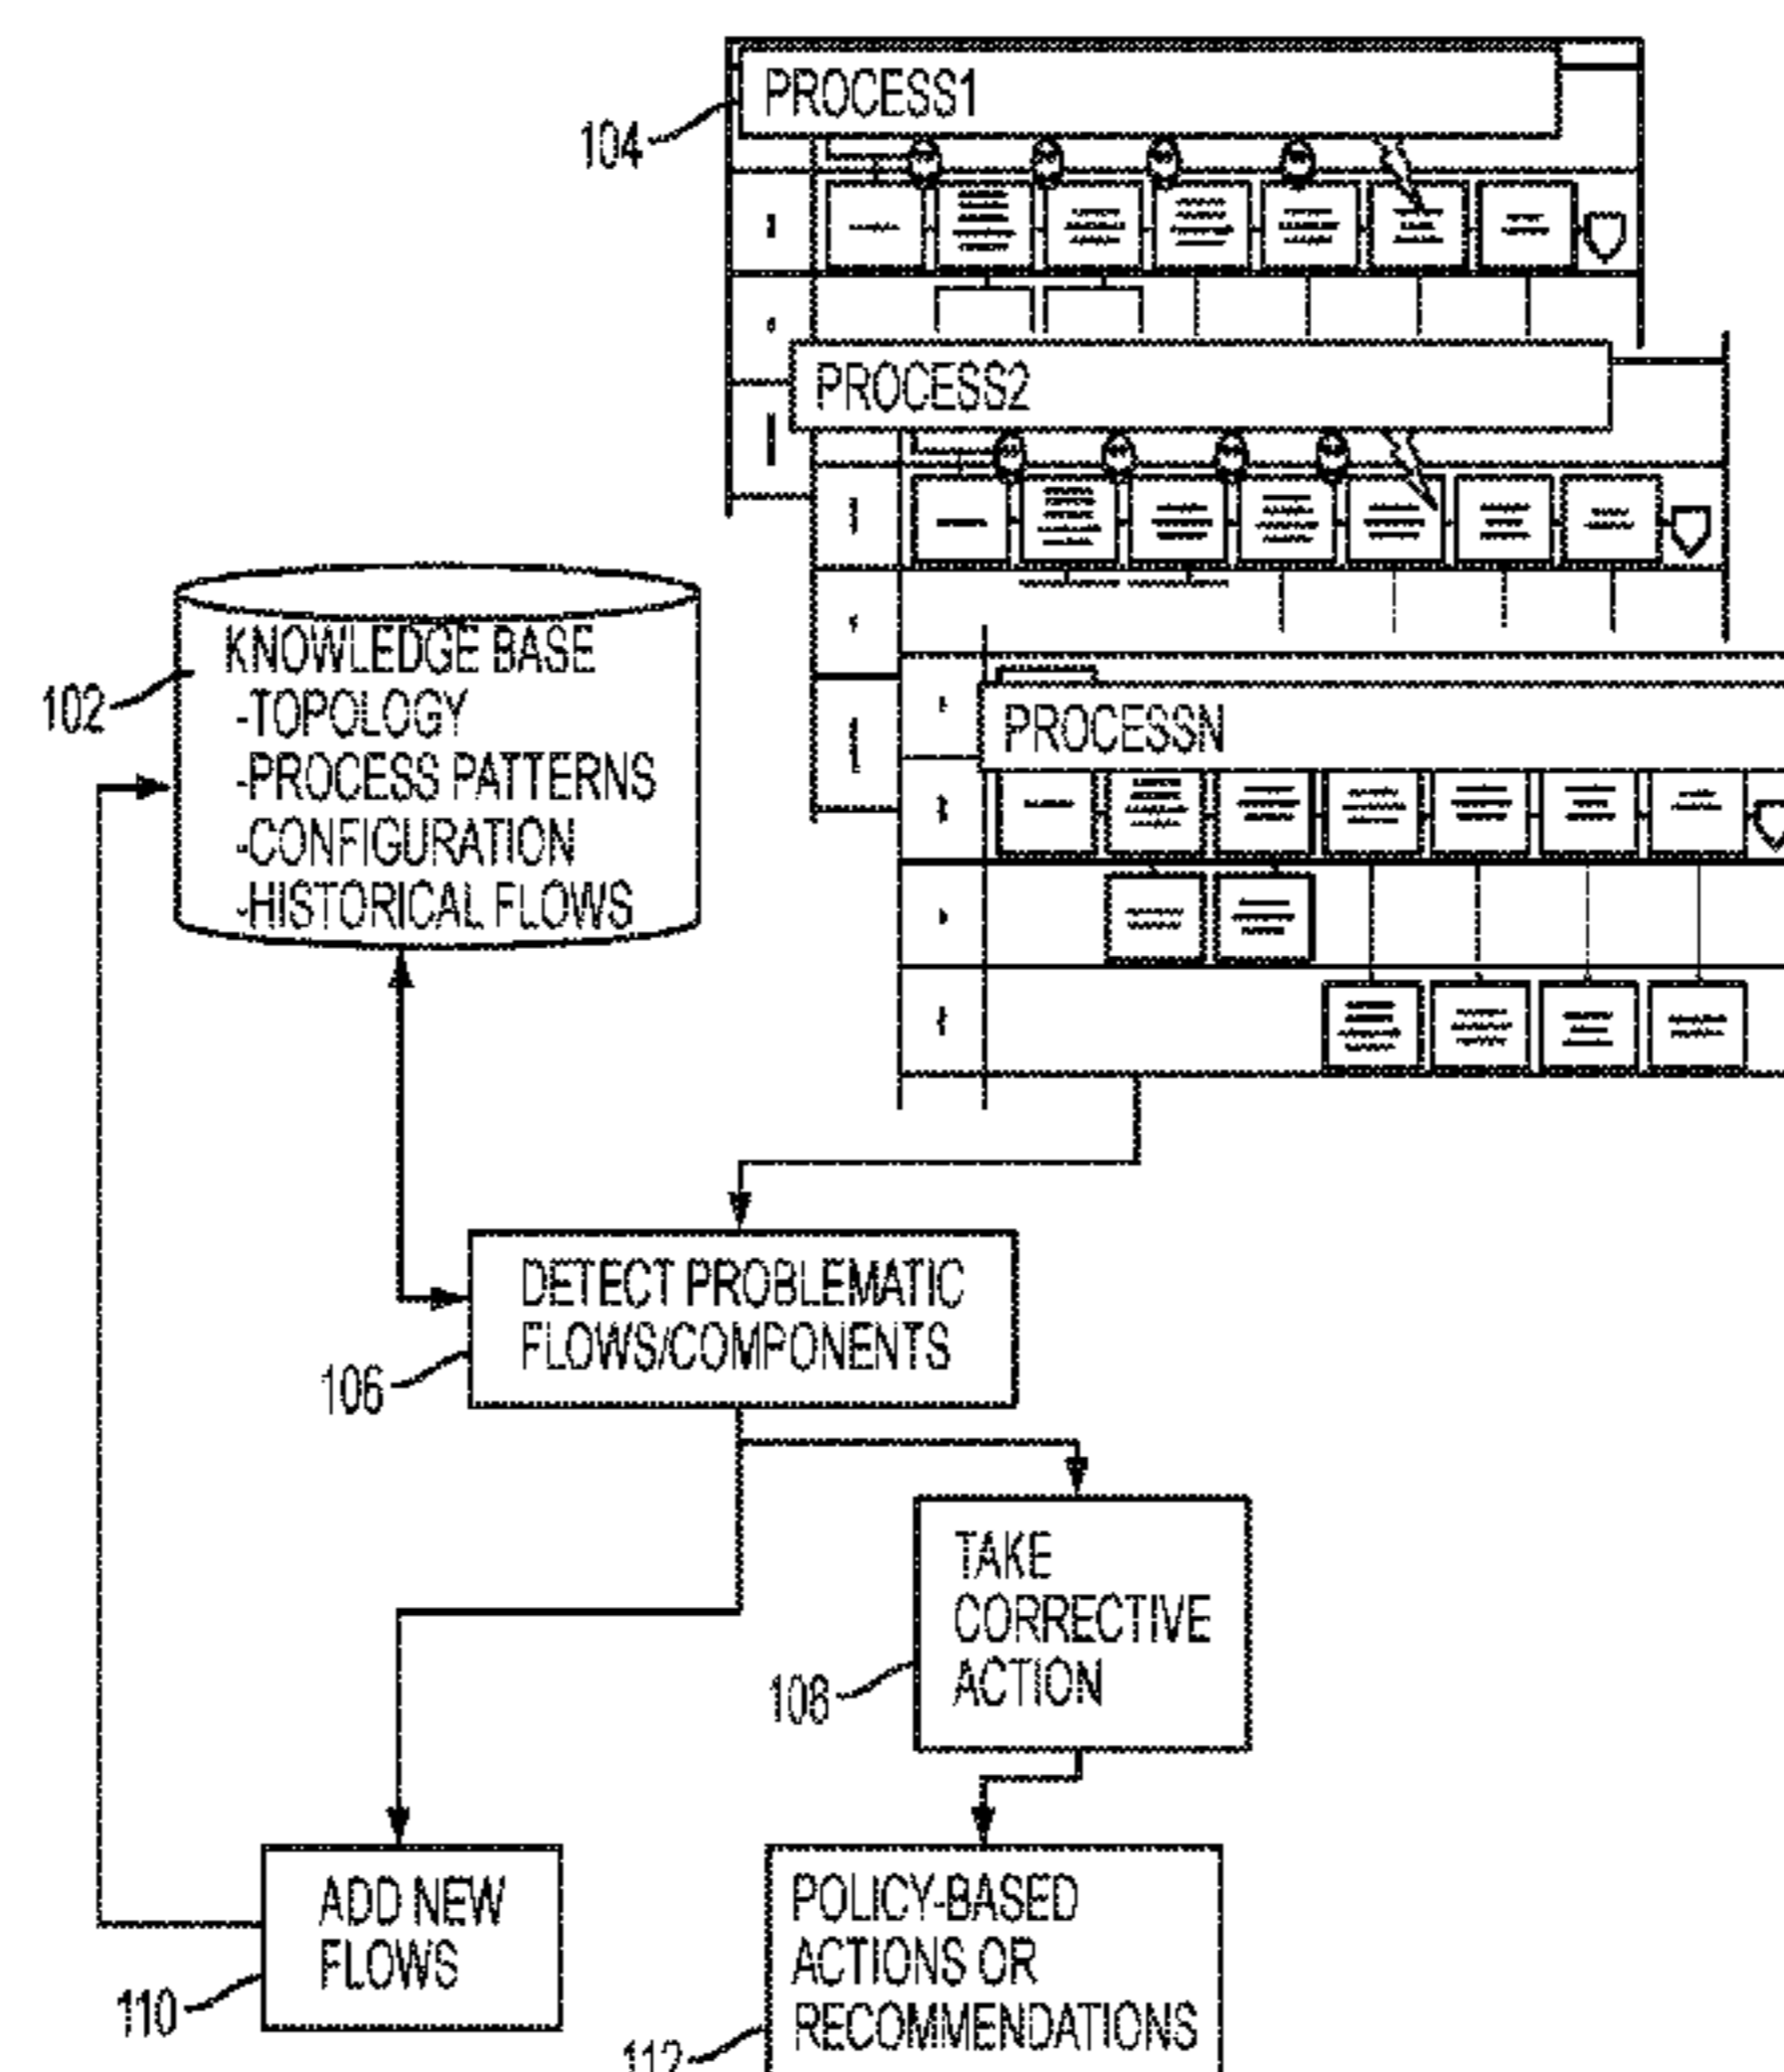 PROCESS1
104
PROCESS2
KNOWLEDGE BASE
102
-TOPOLOGY
-PROCESS PATTERNS
-CONFIGURATION
-HISTORICAL FLOWS
PROCESSN
DETECT PROBLEMATIC
FLOWS/COMPONENTS
106
TAKE
CORRECTIVE
ACTION
108
ADD NEW
FLOWS
110
POLICY-BASED
ACTIONS OR
RECOMMENDATIONS
112